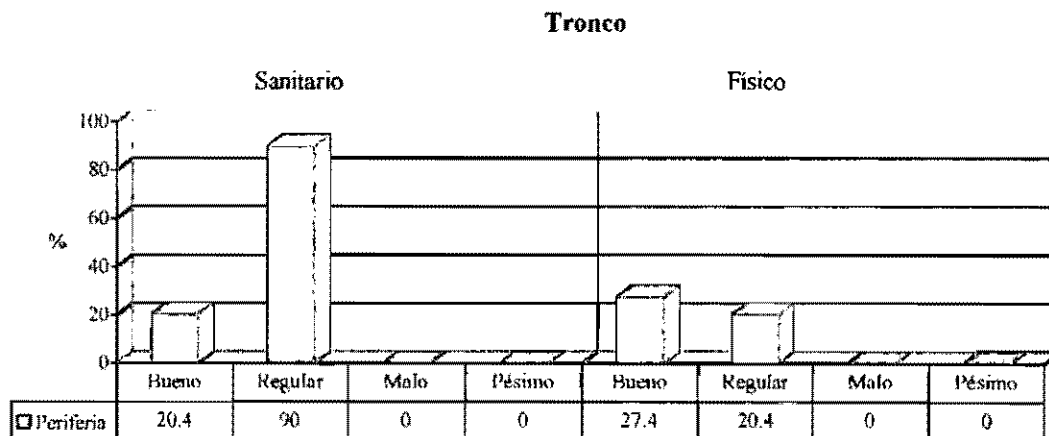 Tronco
Sanitario Físico
100
80
60
%
40
20
0
Bueno Regular Malo Pésimo Bueno Regular Malo Pésimo
Periferia 20.4 90 0 0 27.4 20.4 0 0